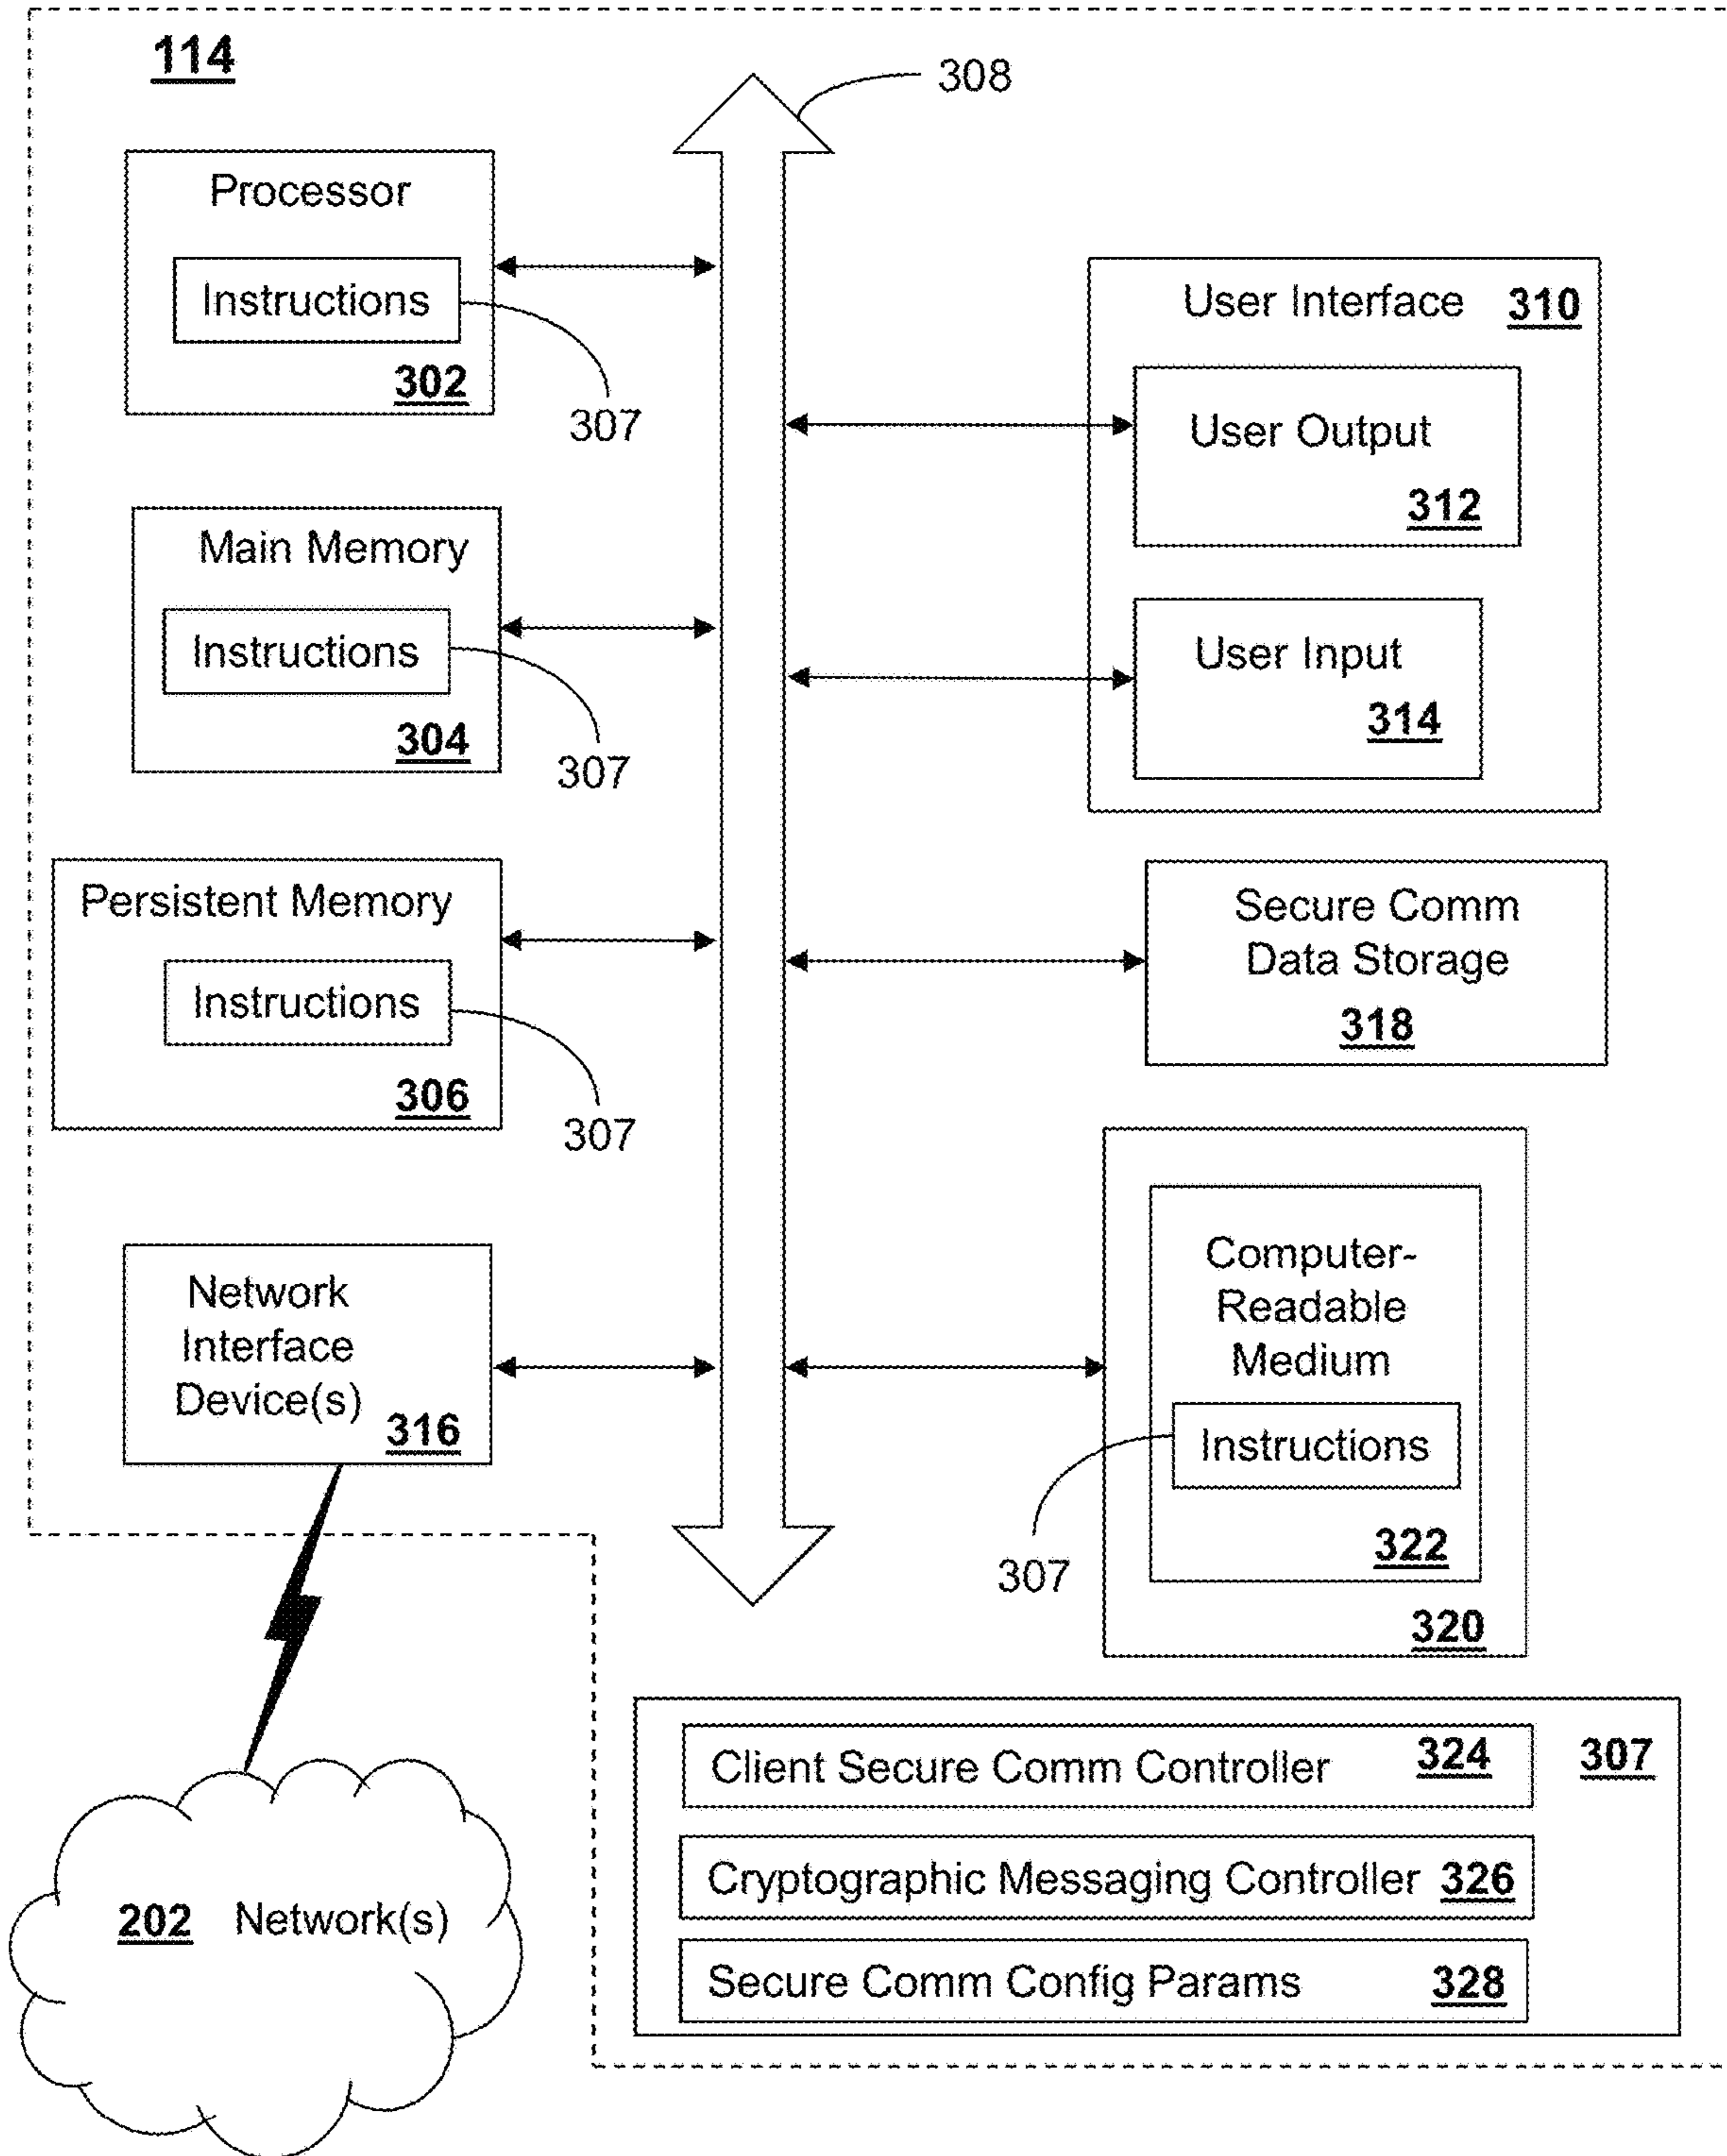 114
308
Processor
Instructions
302
307
User Interface 310
User Output
312
Main Memory
Instructions
304
307
User Input
314
Persistent Memory
Instructions
306
307
Secure Comm
Data Storage
318
Network
Interface
Device(s)
316
Computer-
Readable
Medium
Instructions
322
307
320
Client Secure Comm Controller 324
307
Cryptographic Messaging Controller 326
Secure Comm Config Params 328
202 Network(s)